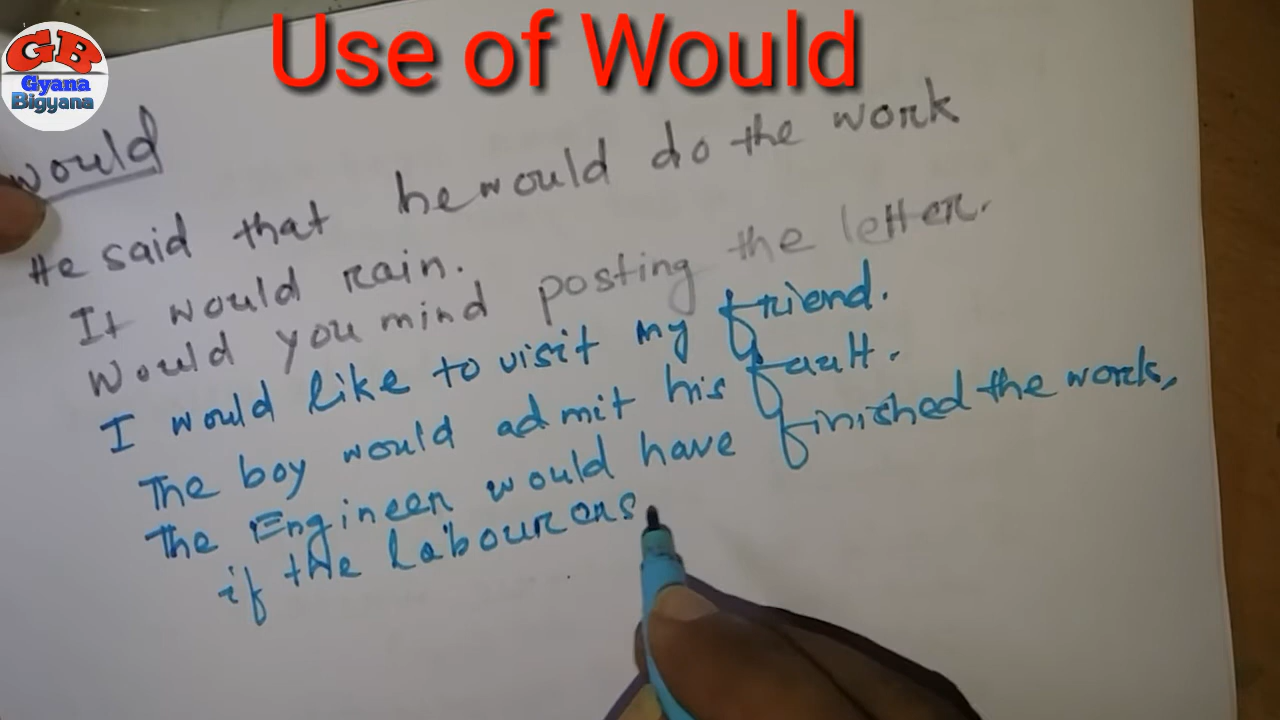 Use of Would
GB
Gyana
Bigyana
would
He said that he would do the work
It would rain.
Would you mind posting the letter.
I would like to visit my friend.
The boy would admit his fault.
The Engineer would have finished the work,
if the labourers